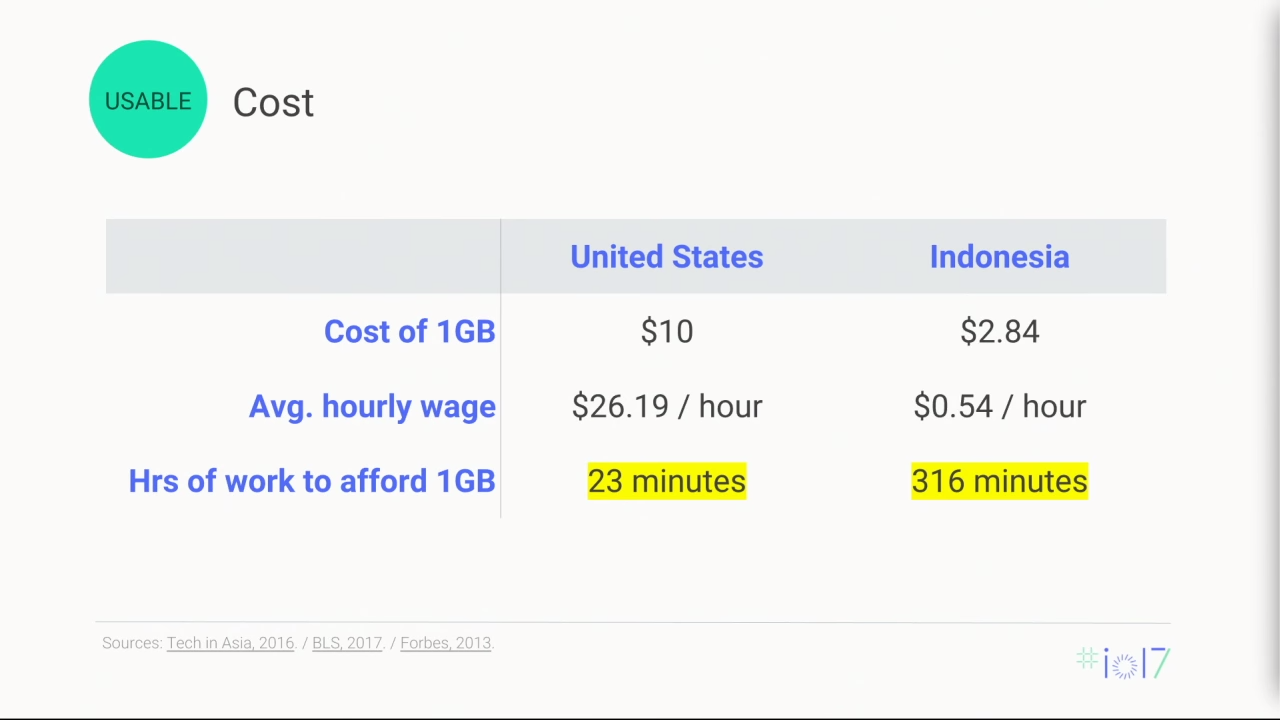 USABLE
Cost
United States Indonesia
Cost of 1GB $10 $2.84
Avg. hourly wage $26.19 / hour $0.54 / hour
Hrs of work to afford 1GB 23 minutes 316 minutes
Sources: Tech in Asia, 2016. / BLS, 2017. / Forbes, 2013.
#io17